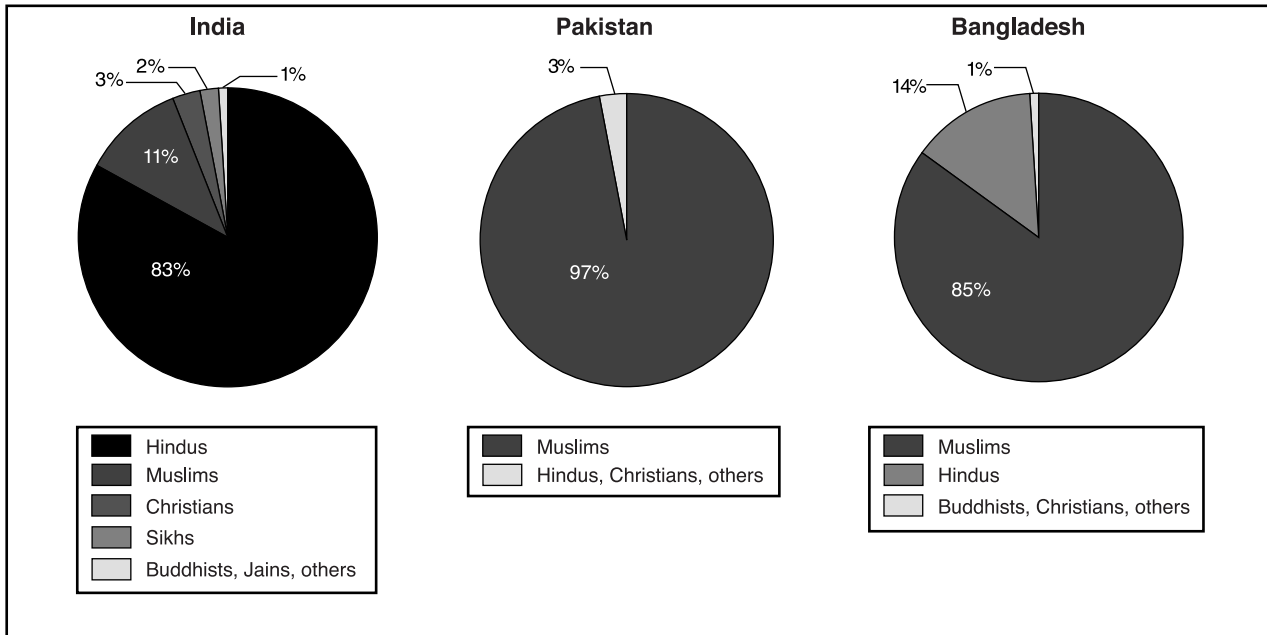 India
2%
3%
1%
11%
83%
Hindus
Muslims
Christians
Sikhs
Buddhists, Jains, others
Pakistan
3%
97%
Muslims
Hindus, Christians, others
Bangladesh
1%
14%
85%
Muslims
Hindus
Buddhists, Christians, others